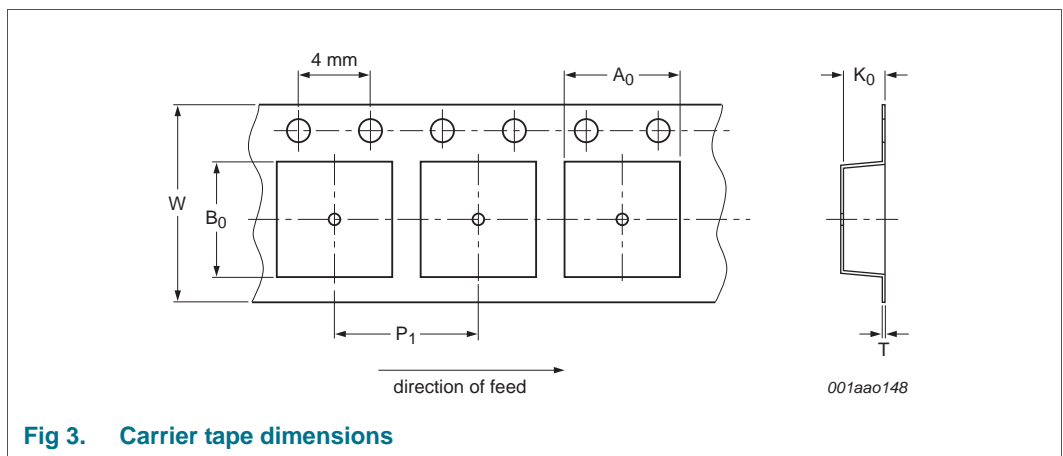 4 mm
A0
K0
W
B0
P1
T
direction of feed
001aao148
Fig 3. Carrier tape dimensions